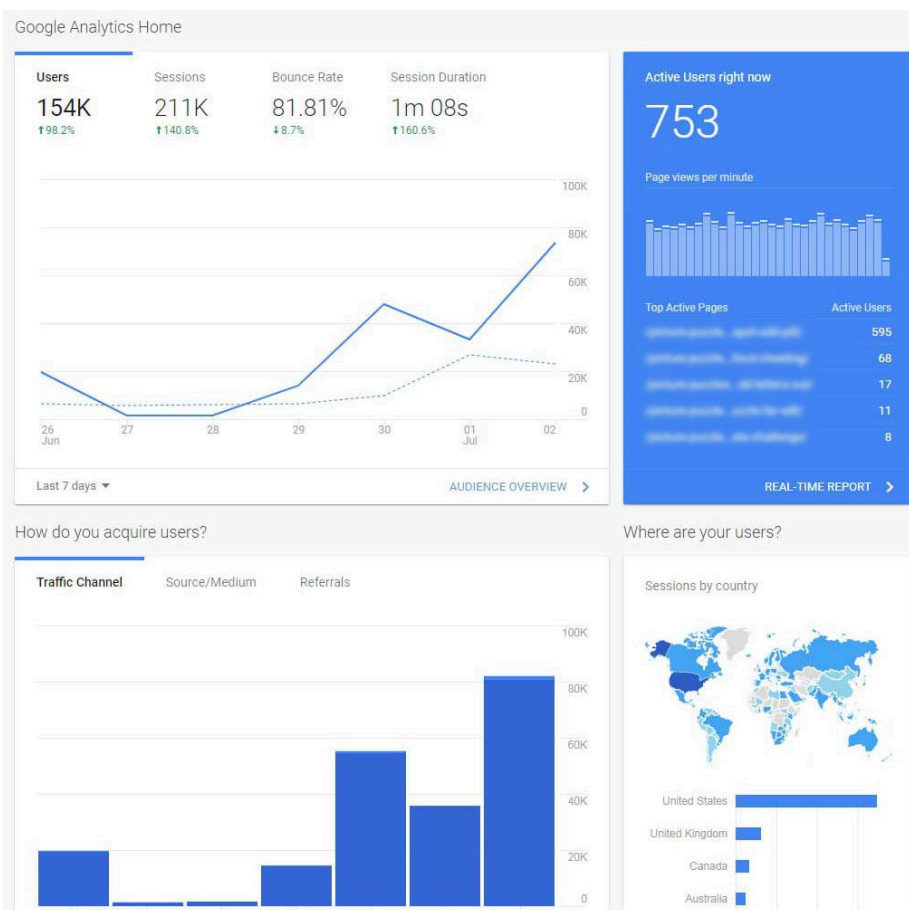 Google Analytics Home
Users Sessions Bounce Rate Session Duration
154K 211K 81.81% 1m 08s
↑98.2% ↑140.8% ↓8.7% ↑160.6%
100K
80K
60K
40K
20K
0
26 27 28 29 30 01 02
Jun Jul
Last 7 days AUDIENCE OVERVIEW
Active Users right now
753
Page views per minute
Top Active Pages Active Users
595
68
17
11
8
REAL-TIME REPORT
How do you acquire users?
Traffic Channel Source/Medium Referrals
100K
80K
60K
40K
20K
0
Where are your users?
Sessions by country
United States
United Kingdom
Canada
Australia